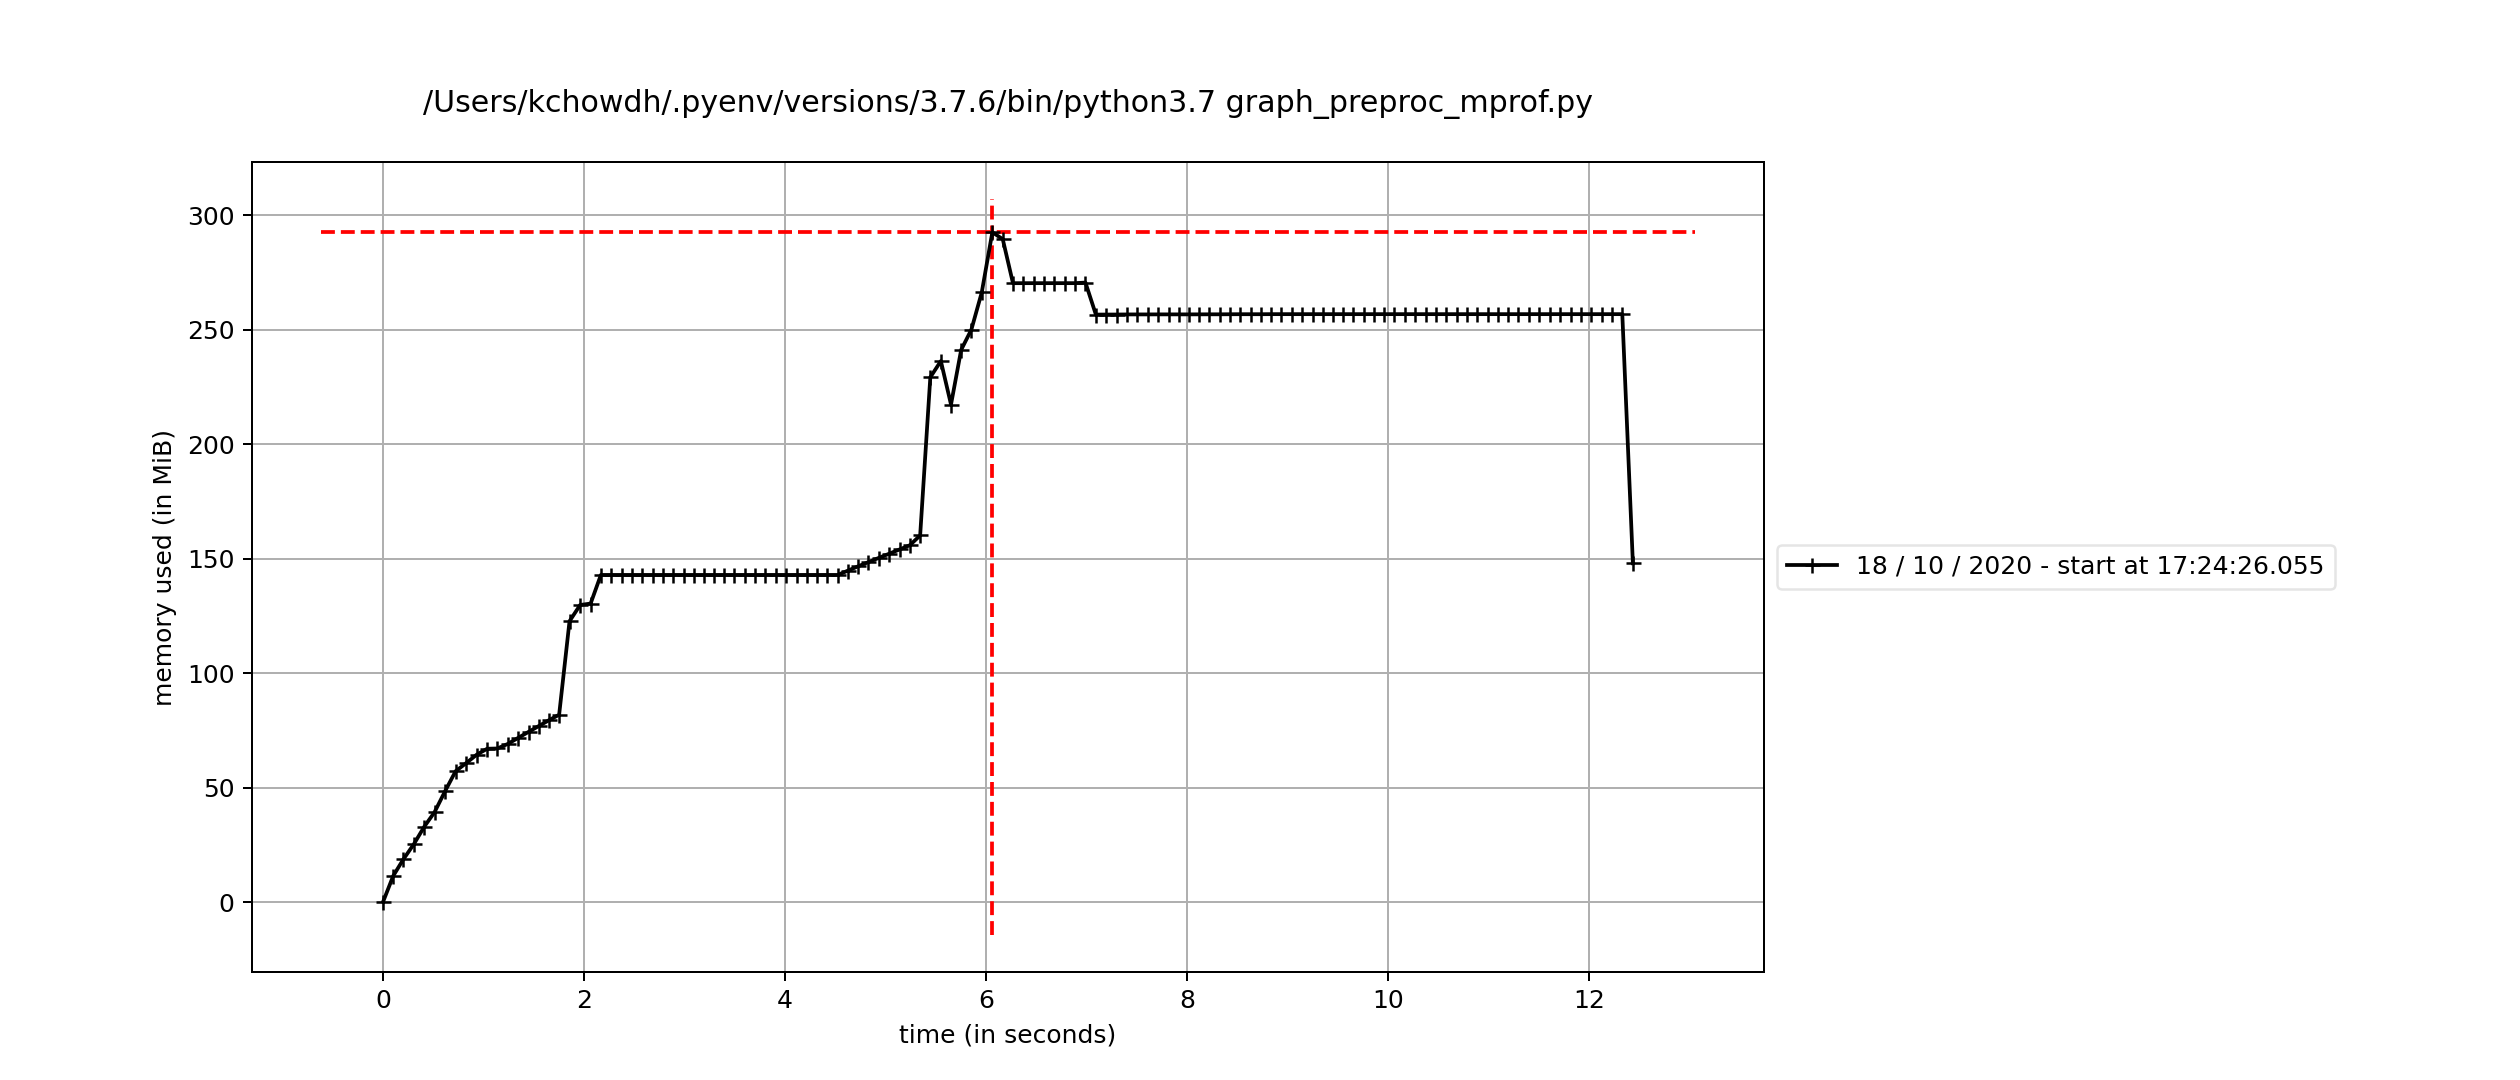 /Users/kchowdh/.pyenv/versions/3.7.6/bin/python3.7 graph_preproc_mprof.py
300
250
200
150
100
50
0
memory used (in MiB)
0 2 4 6 8 10 12
time (in seconds)
18 / 10 / 2020 - start at 17:24:26.055